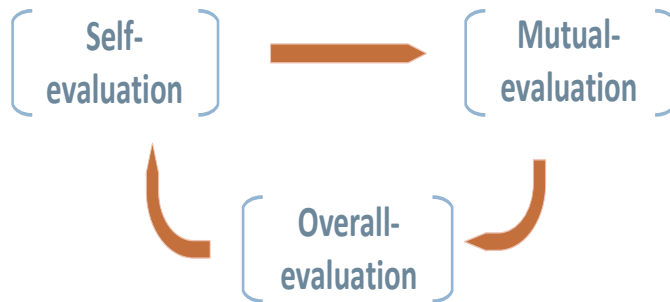 Self-
evaluation
Mutual-
evaluation
Overall-
evaluation